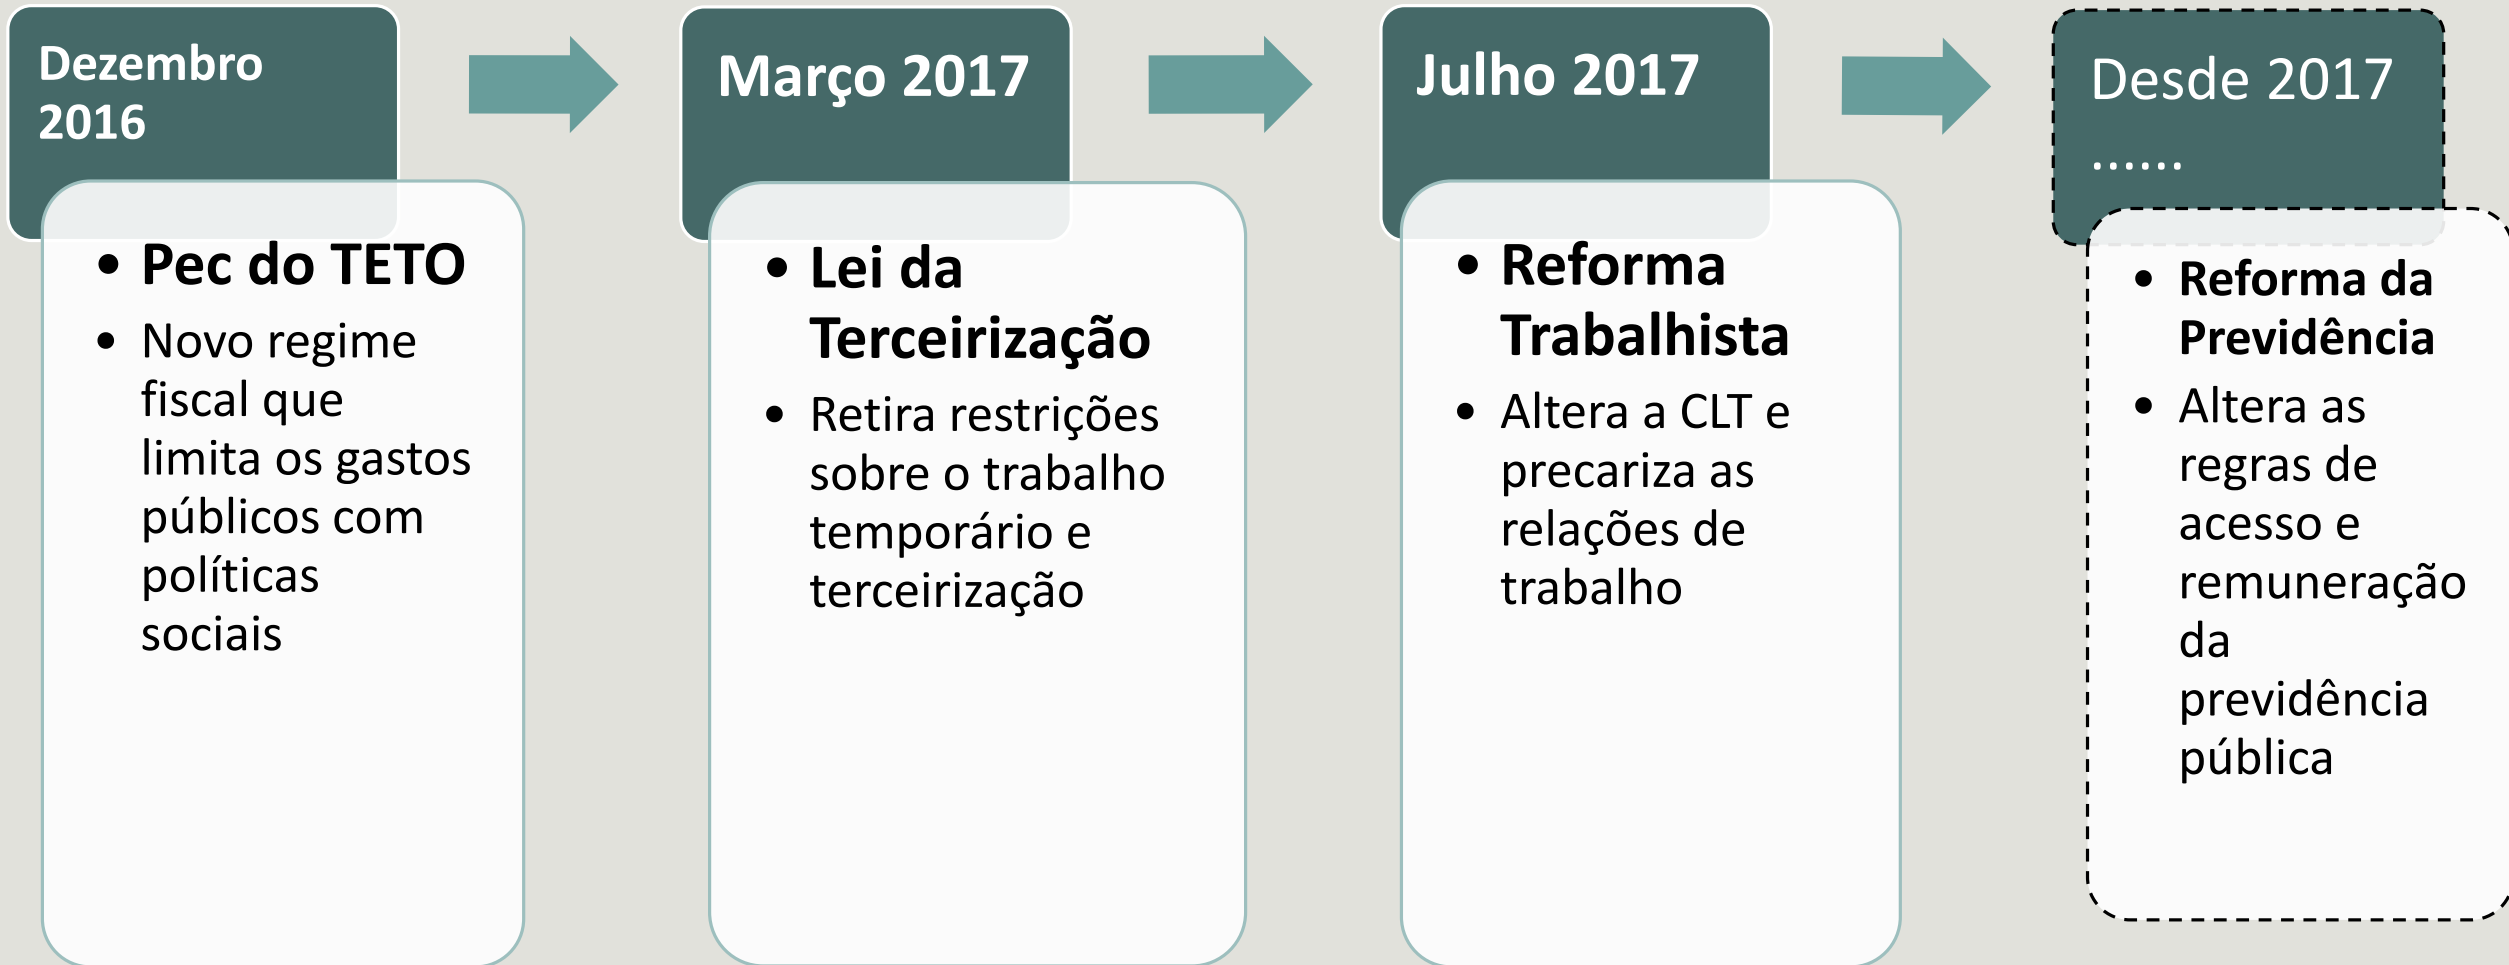 Dezembro
2016
• Pec do TETO
• Novo regime
fiscal que
limita os gastos
públicos com
políticas
sociais
Março 2017
• Lei da
Terceirização
• Retira restrições
sobre o trabalho
temporário e
terceirização
Julho 2017
• Reforma
Trabalhista
• Altera a CLT e
precariza as
relações de
trabalho
Desde 2017
......
• Reforma da
Previdência
• Altera as
regras de
acesso e
remuneração
da
previdência
pública